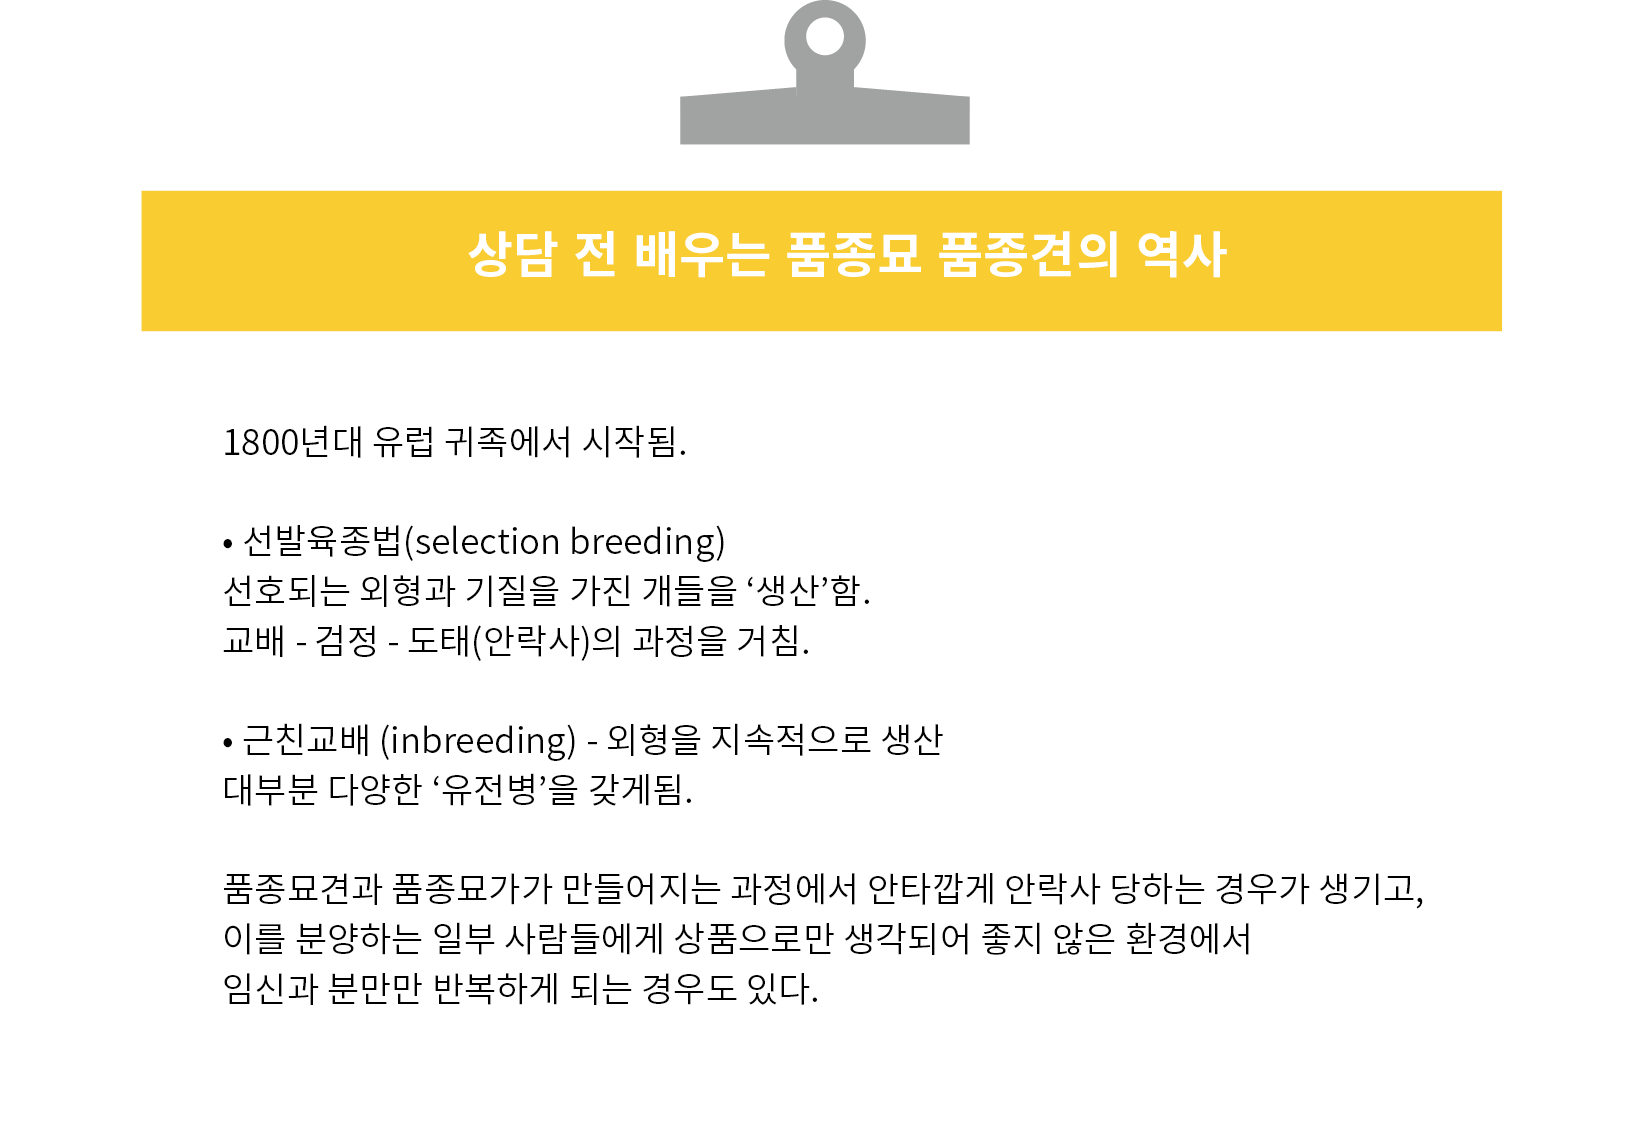 상담 전 배우는 품종묘 품종견의 역사
1800년대 유럽 귀족에서 시작됨.
• 선발육종법(selection breeding)
선호되는 외형과 기질을 가진 개들을 ‘생산’함.
교배 - 검정 - 도태(안락사)의 과정을 거침.
• 근친교배 (inbreeding) - 외형을 지속적으로 생산
대부분 다양한 ‘유전병’을 갖게됨.
품종묘견과 품종묘가가 만들어지는 과정에서 안타깝게 안락사 당하는 경우가 생기고,
이를 분양하는 일부 사람들에게 상품으로만 생각되어 좋지 않은 환경에서
임신과 분만만 반복하게 되는 경우도 있다.